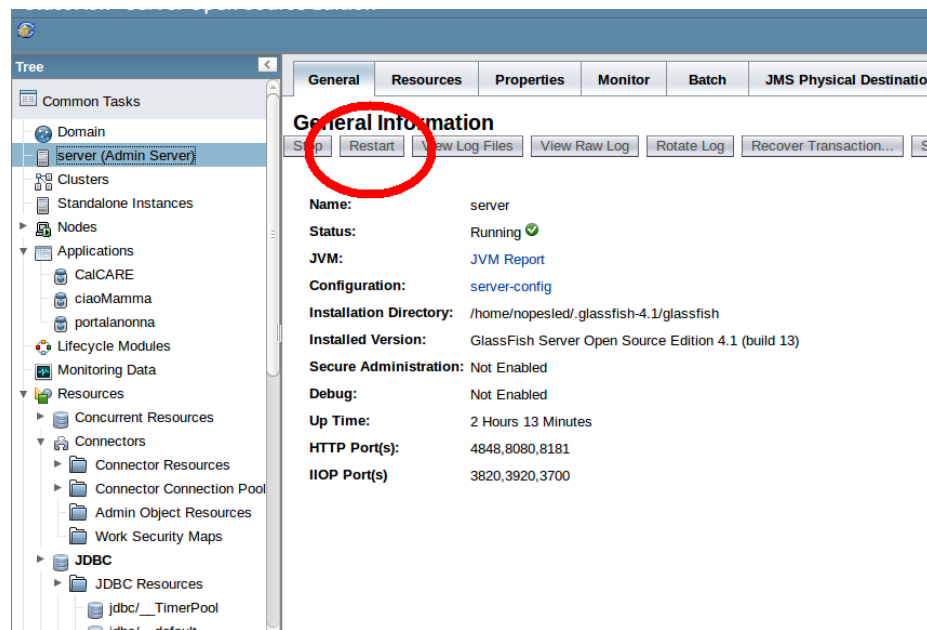 Tree
Common Tasks
Domain
server (Admin Server)
Clusters
Standalone Instances
Nodes
Applications
CalCARE
ciaoMamma
portalanonna
Lifecycle Modules
Monitoring Data
Resources
Concurrent Resources
Connectors
Connector Resources
Connector Connection Pool
Admin Object Resources
Work Security Maps
JDBC
JDBC Resources
jdbc/__TimerPool
General Resources Properties Monitor Batch JMS Physical Destinatio
General Information
Stop Restart View Log Files View Raw Log Rotate Log Recover Transaction... S
Name: server
Status: Running
JVM: JVM Report
Configuration: server-config
Installation Directory: /home/nopesled/.glassfish-4.1/glassfish
Installed Version: GlassFish Server Open Source Edition 4.1 (build 13)
Secure Administration: Not Enabled
Debug: Not Enabled
Up Time: 2 Hours 13 Minutes
HTTP Port(s): 4848,8080,8181
IIOP Port(s) 3820,3920,3700